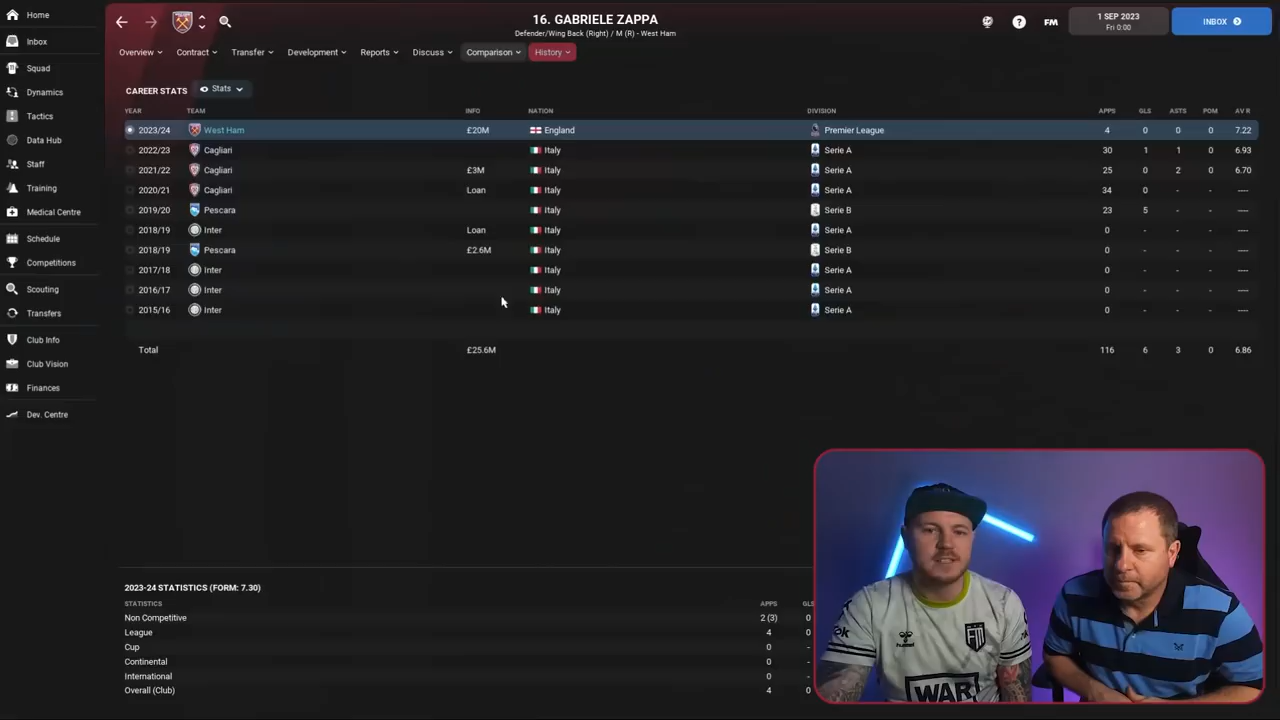 Home
Inbox
Squad
Dynamics
Tactics
Data Hub
Staff
Training
Medical Centre
Schedule
Competitions
Scouting
Transfers
Club Info
Club Vision
Finances
Dev. Centre
16. GABRIELE ZAPPA
Defender/Wing Back (Right) / M (R) - West Ham
FM
1 SEP 2023
Fri 0:00
INBOX
Overview Contract Transfer Development Reports Discuss Comparison History
CAREER STATS Stats
YEAR TEAM INFO NATION DIVISION APPS GLS ASTS POM AV R
2023/24 West Ham £20M England Premier League 4 0 0 0 7.22
2022/23 Cagliari Italy Serie A 30 1 1 0 6.93
2021/22 Cagliari £3M Italy Serie A 25 0 2 0 6.70
2020/21 Cagliari Loan Italy Serie A 34 0 - - ----
2019/20 Pescara Italy Serie B 23 5 - - ----
2018/19 Inter Loan Italy Serie A 0 - - - ----
2018/19 Pescara £2.6M Italy Serie B 0 - - - ----
2017/18 Inter Italy Serie A 0 - - - ----
2016/17 Inter Italy Serie A 0 - - - ----
2015/16 Inter Italy Serie A 0 - - - ----
Total £25.6M 116 6 3 0 6.86
2023-24 STATISTICS (FORM: 7.30)
STATISTICS APPS GLS
Non Competitive 2 (3) 0
League 4 0
Cup 0 -
Continental 0 -
International 0 -
Overall (Club) 4 0
hummel
FM
WAR